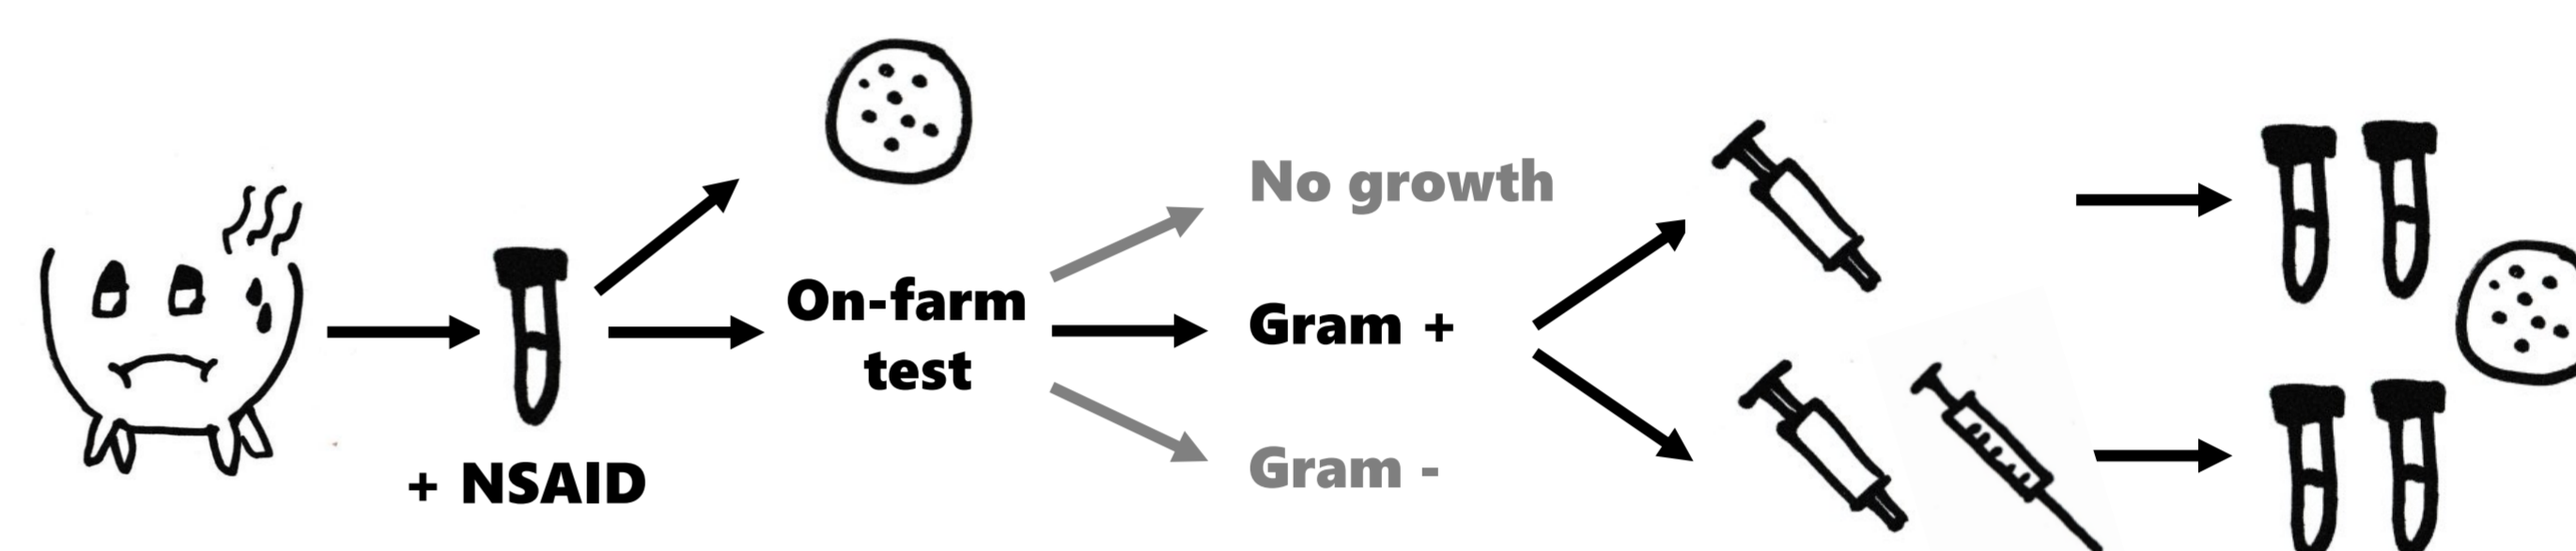 + NSAID
On-farm
test
No growth
Gram +
Gram -